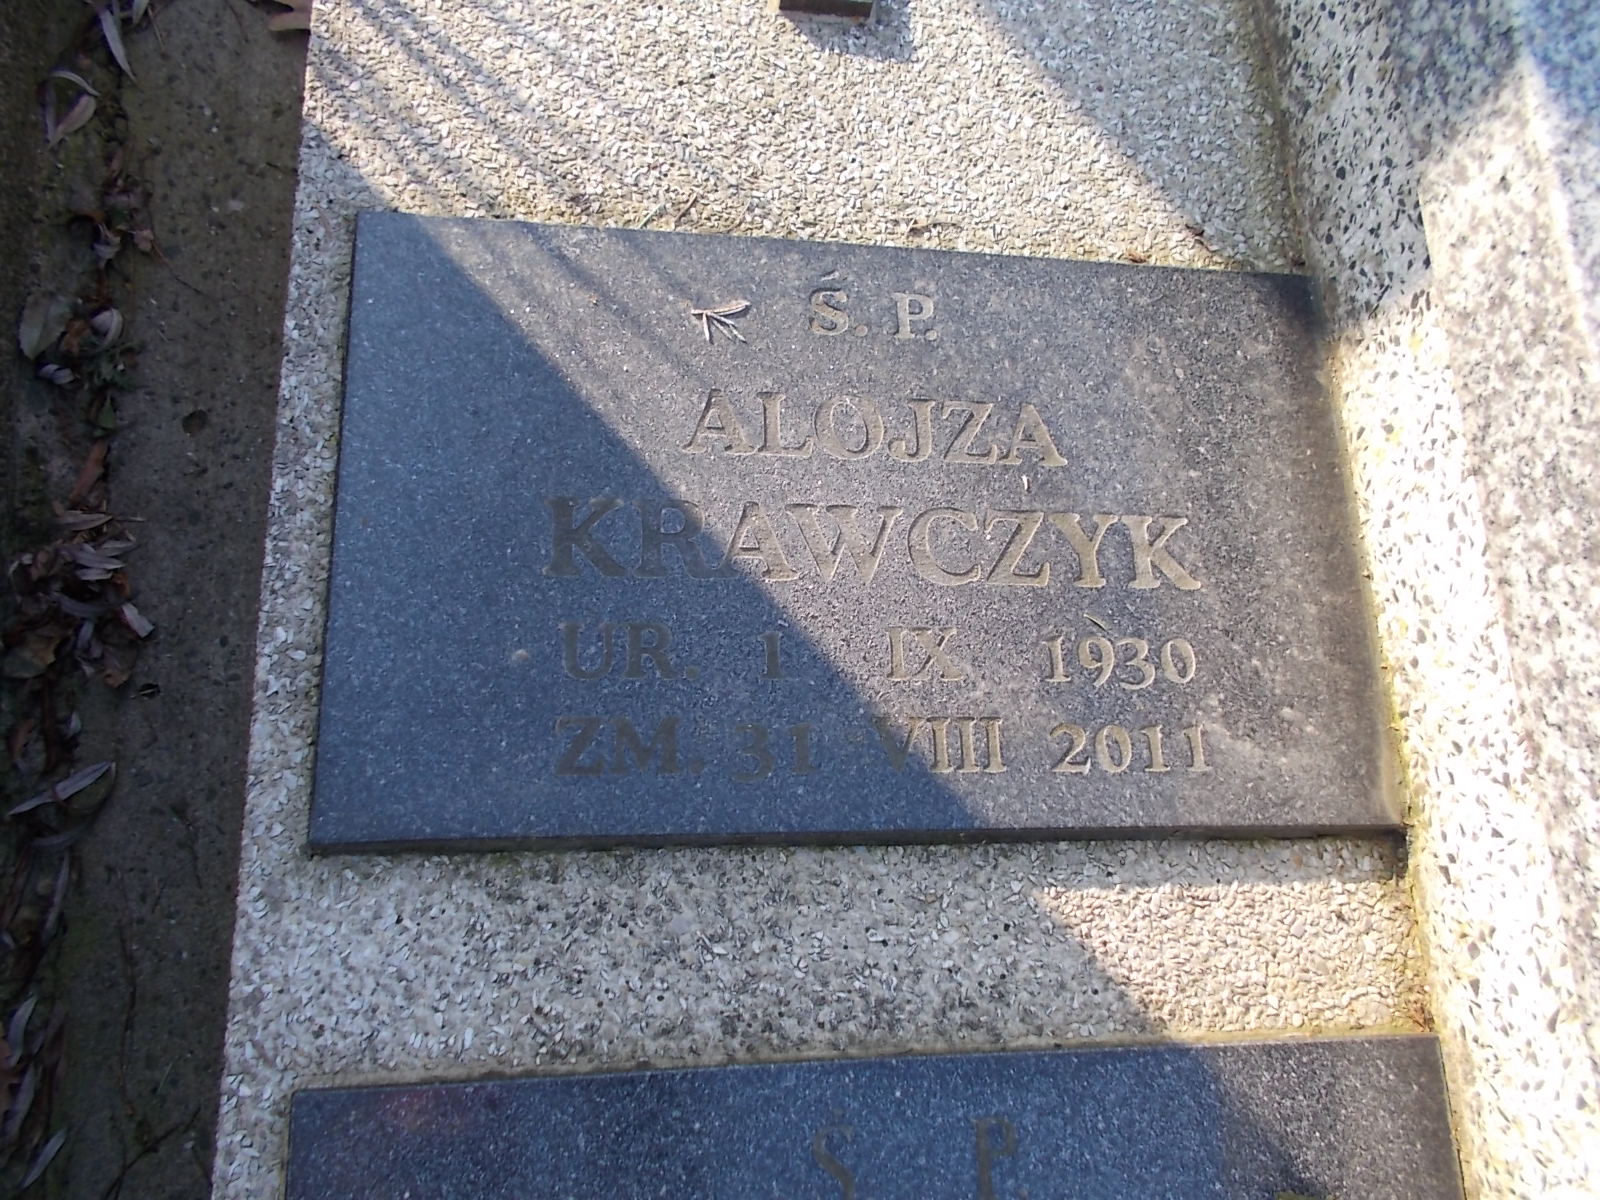 Ś. P.
ALOJZA
KRAWCZYK
UR. 1 IX 1930
ZM. 31 VIII 2011
Ś P